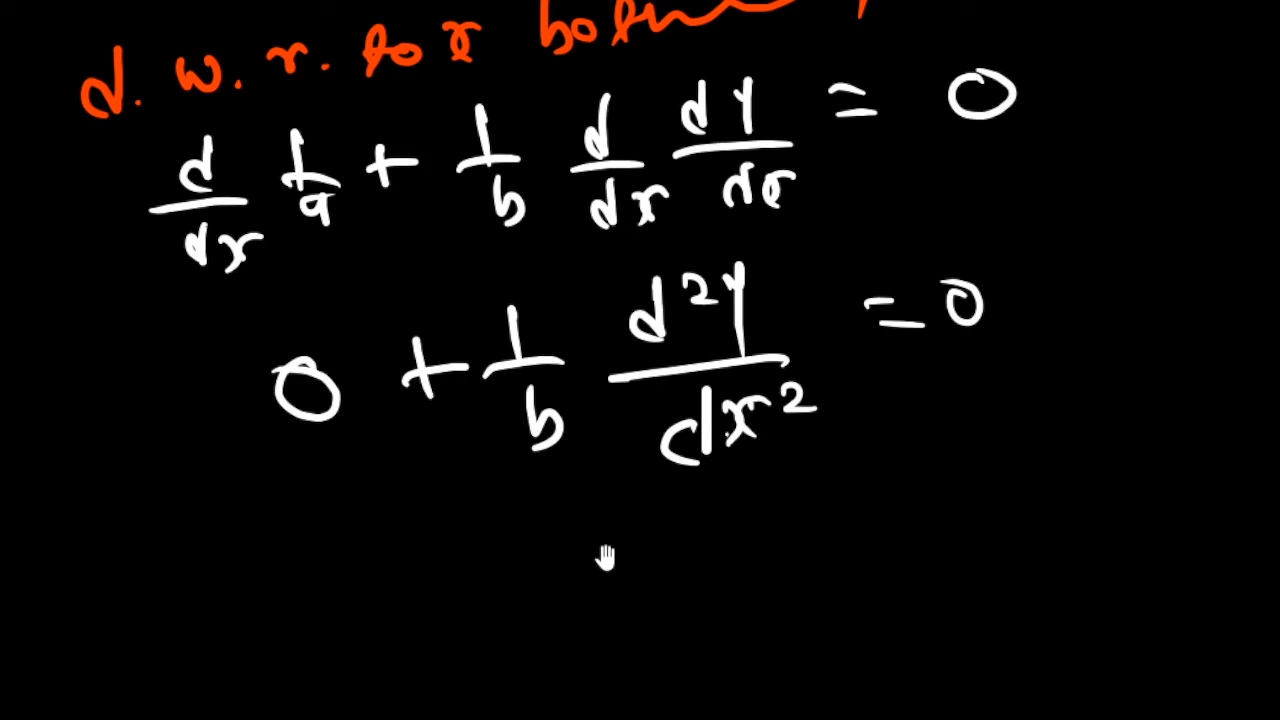 d. w. r. to x both
d/dx 1/a + 1/b d/dx dy/dx = 0
0 + 1/b d²y/dx² = 0